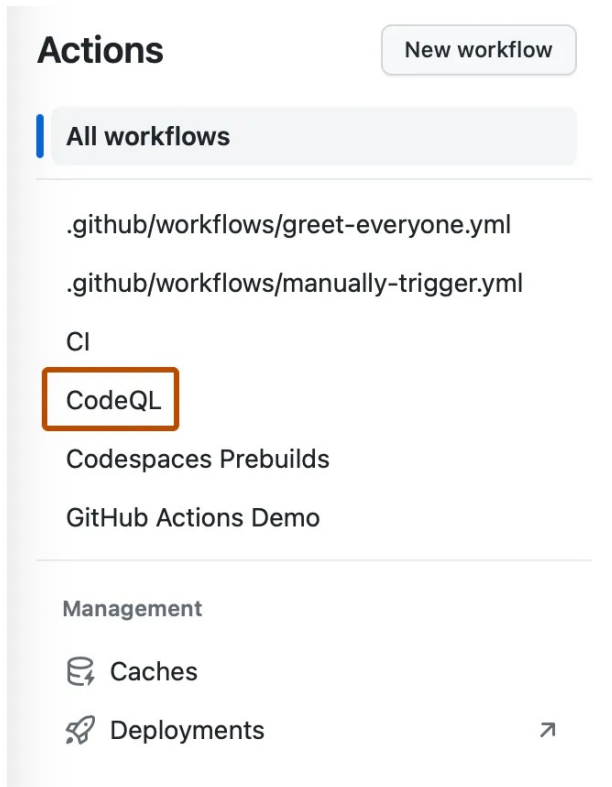 Actions
New workflow
All workflows
.github/workflows/greet-everyone.yml
.github/workflows/manually-trigger.yml
CI
CodeQL
Codespaces Prebuilds
GitHub Actions Demo
Management
Caches
Deployments